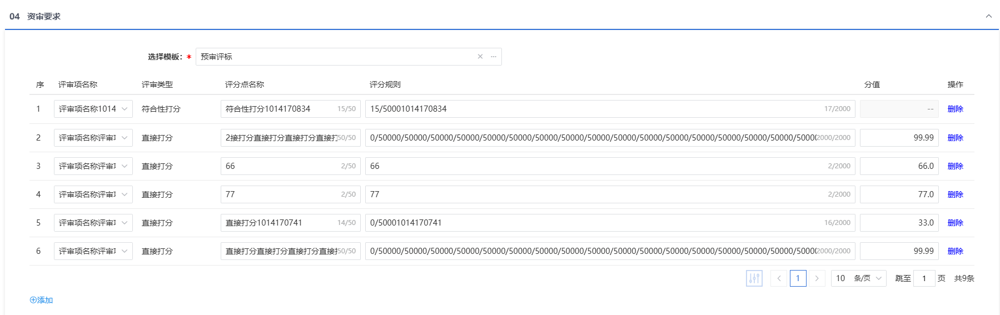 04 资审要求
选择模板：* 预审评标
序 评审项名称 评审类型 评分点名称 评分规则 分值 操作
1 评审项名称1014 符合性打分 符合性打分1014170834 15/50 15/50001014170834 17/2000 -- 删除
2 评审项名称评审项 直接打分 2接打分直接打分直接打分直接打 50/50 0/50000/50000/50000/50000/50000/50000/50000/50000/50000/50000/50000/50000/50000/50000/50000/50000/50000 2000/2000 99.99 删除
3 评审项名称评审项 直接打分 66 2/50 66 2/2000 66.0 删除
4 评审项名称评审项 直接打分 77 2/50 77 2/2000 77.0 删除
5 评审项名称评审项 直接打分 直接打分1014170741 14/50 0/50001014170741 16/2000 33.0 删除
6 评审项名称评审项 直接打分 直接打分直接打分直接打分直接打 50/50 0/50000/50000/50000/50000/50000/50000/50000/50000/50000/50000/50000/50000/50000/50000/50000/50000/50000 2000/2000 99.99 删除
1 10 条/页 跳至 1 页 共9条
添加